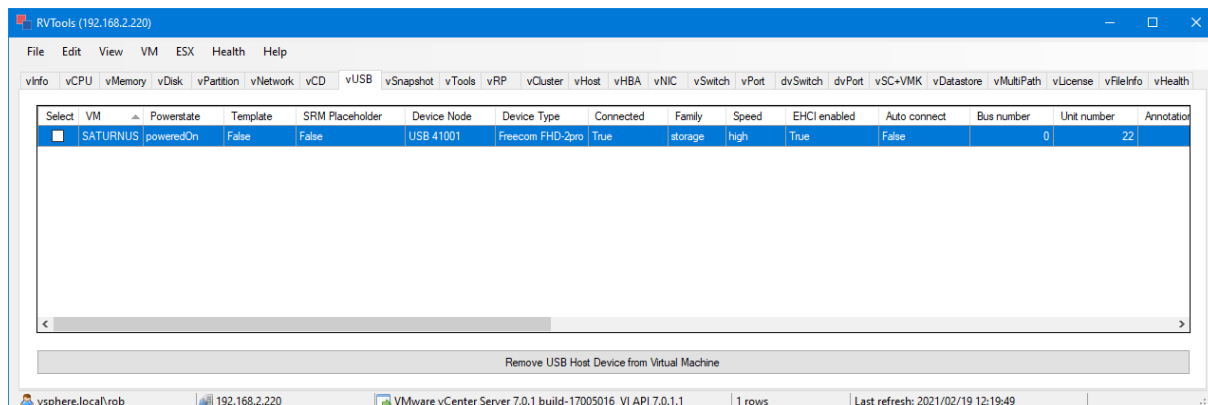 RVTools (192.168.2.220)
File Edit View VM ESX Health Help
vInfo vCPU vMemory vDisk vPartition vNetwork vCD vUSB vSnapshot vTools vRP vCluster vHost vHBA vNIC vSwitch vPort dvSwitch dvPort vSC+VMK vDatastore vMultiPath vLicense vFileInfo vHealth
Select VM Powerstate Template SRM Placeholder Device Node Device Type Connected Family Speed EHCI enabled Auto connect Bus number Unit number Annotation
SATURNUS poweredOn False False USB 41001 Freecom FHD-2pro True storage high True False 0 22
Remove USB Host Device from Virtual Machine
vsphere.local\rob 192.168.2.220 VMware vCenter Server 7.0.1 build-17005016 VI API 7.0.1.1 1 rows Last refresh: 2021/02/19 12:19:49